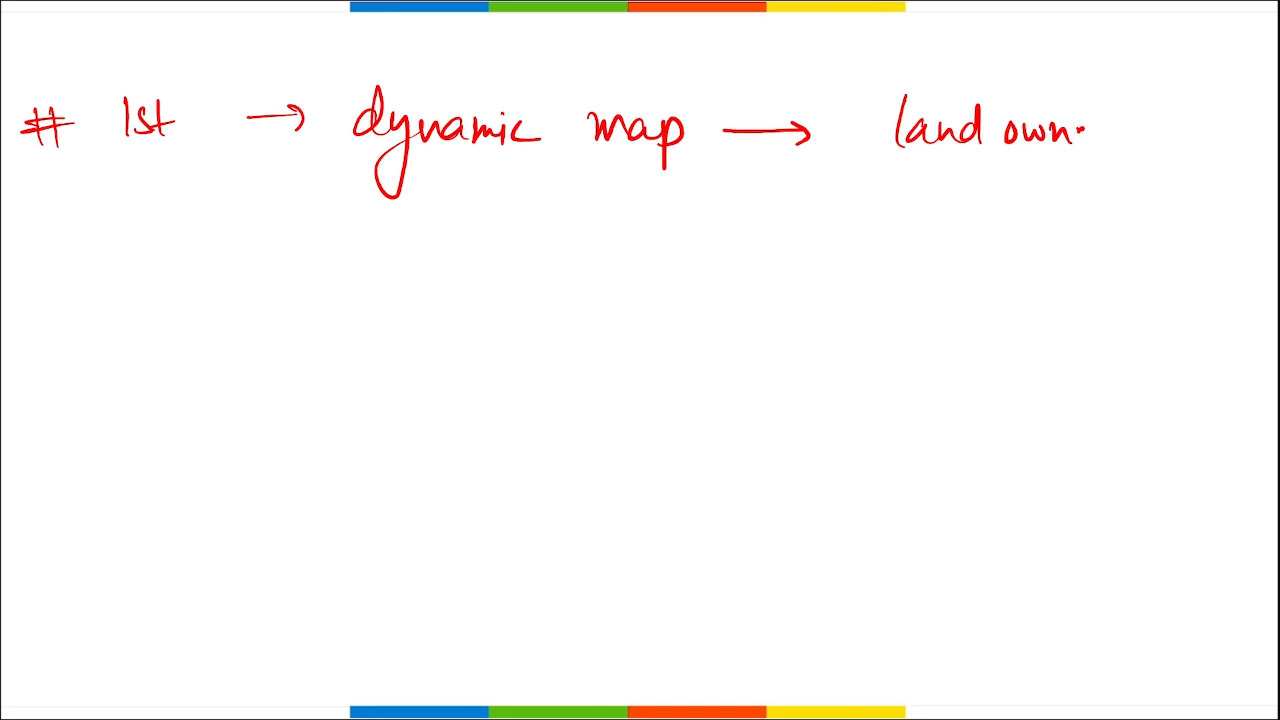 # 1st → dynamic map → land own.